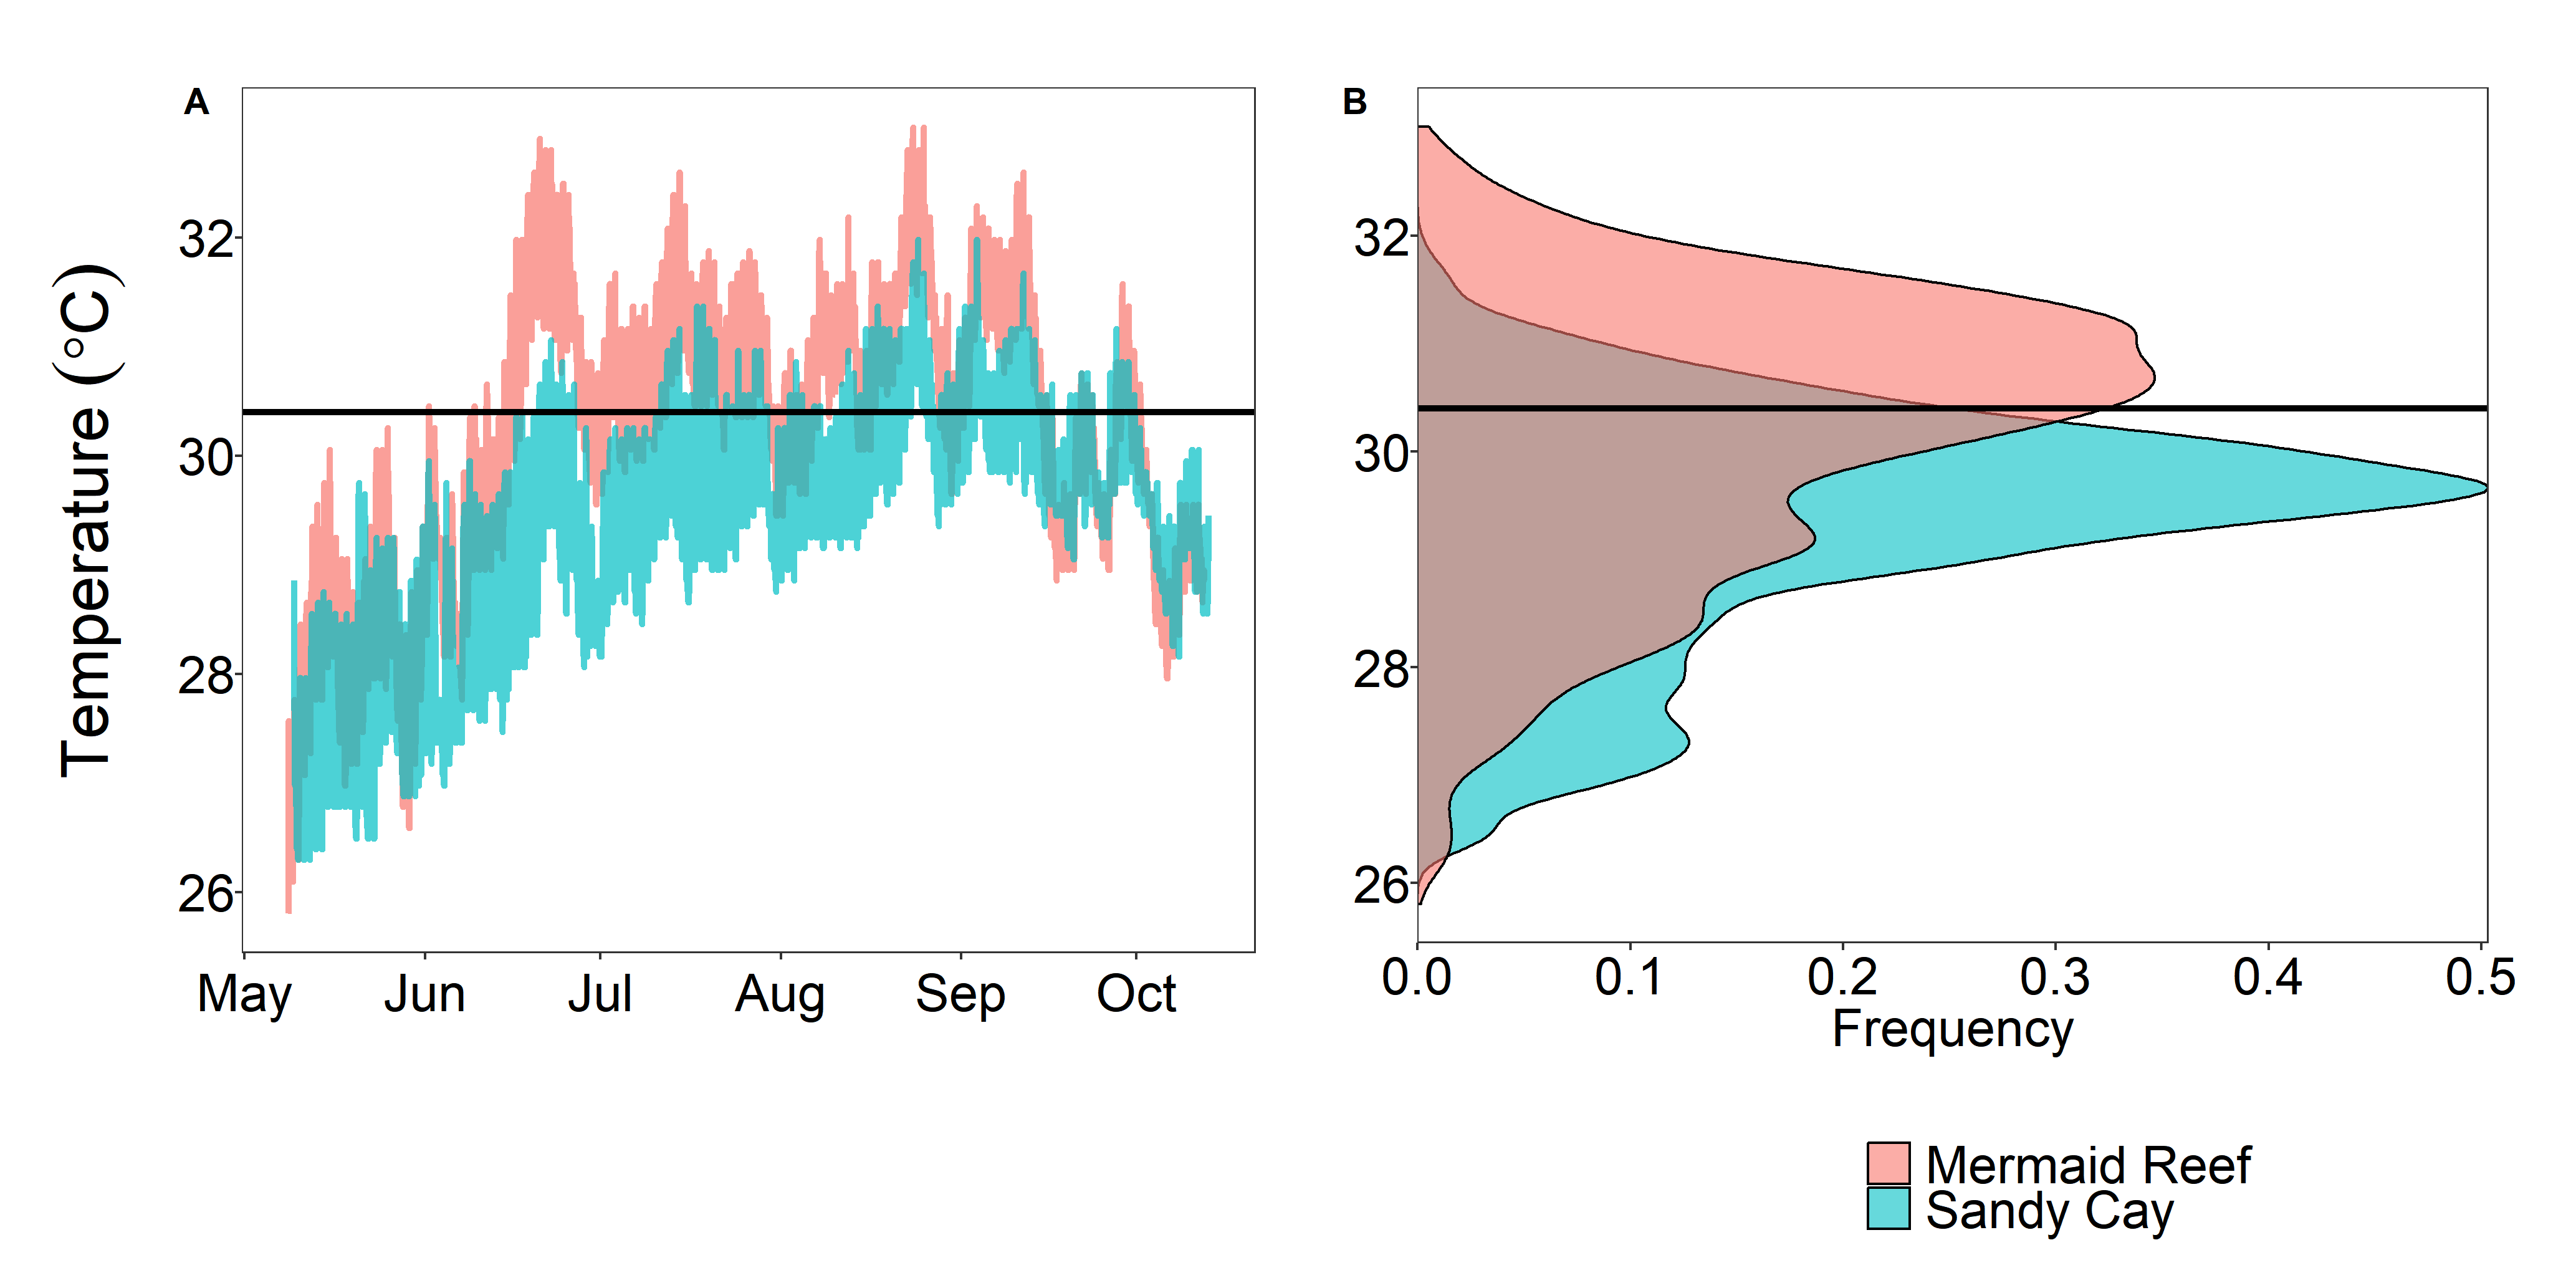 A
B
Temperature (°C)
32
30
28
26
May Jun Jul Aug Sep Oct
32
30
28
26
0.0 0.1 0.2 0.3 0.4 0.5
Frequency
Mermaid Reef
Sandy Cay